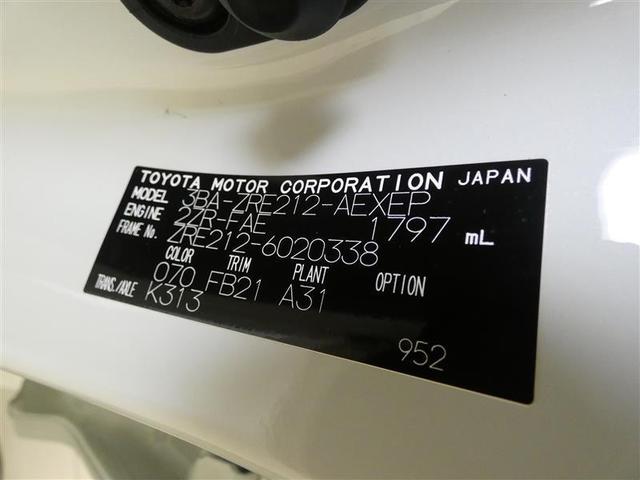 TOYOTA MOTOR CORPORATION JAPAN
MODEL 3BA-ZRE212-AEXEP
ENGINE 2ZR-FAE 1797 mL
FRAME No. ZRE212-6020338
COLOR TRIM PLANT OPTION
070 FB21 A31
TRANS./AXLE K313
952